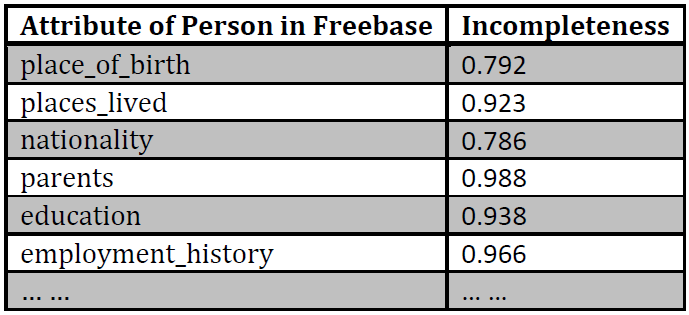 Attribute of Person in Freebase Incompleteness
place_of_birth 0.792
places_lived 0.923
nationality 0.786
parents 0.988
education 0.938
employment_history 0.966
... ... ... ...